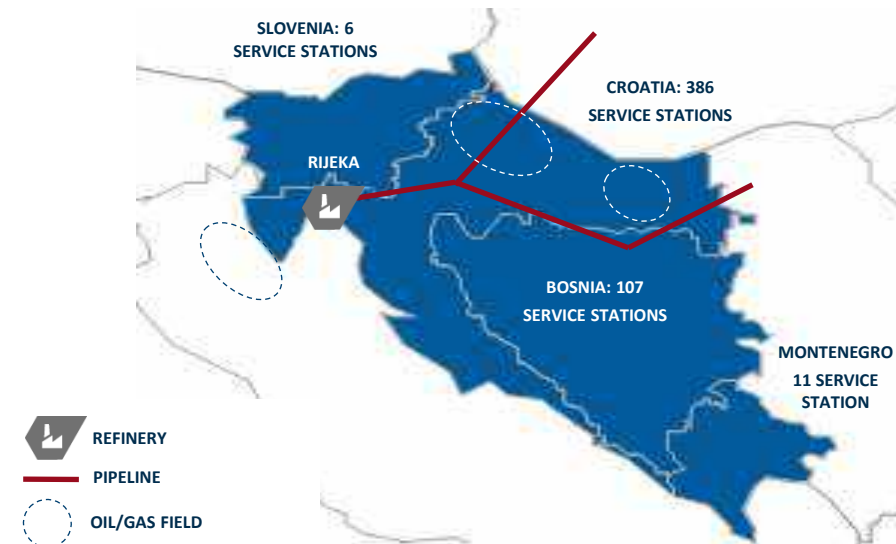 SLOVENIA: 6
SERVICE STATIONS
CROATIA: 386
SERVICE STATIONS
RIJEKA
BOSNIA: 107
SERVICE STATIONS
MONTENEGRO
11 SERVICE
STATION
REFINERY
PIPELINE
OIL/GAS FIELD